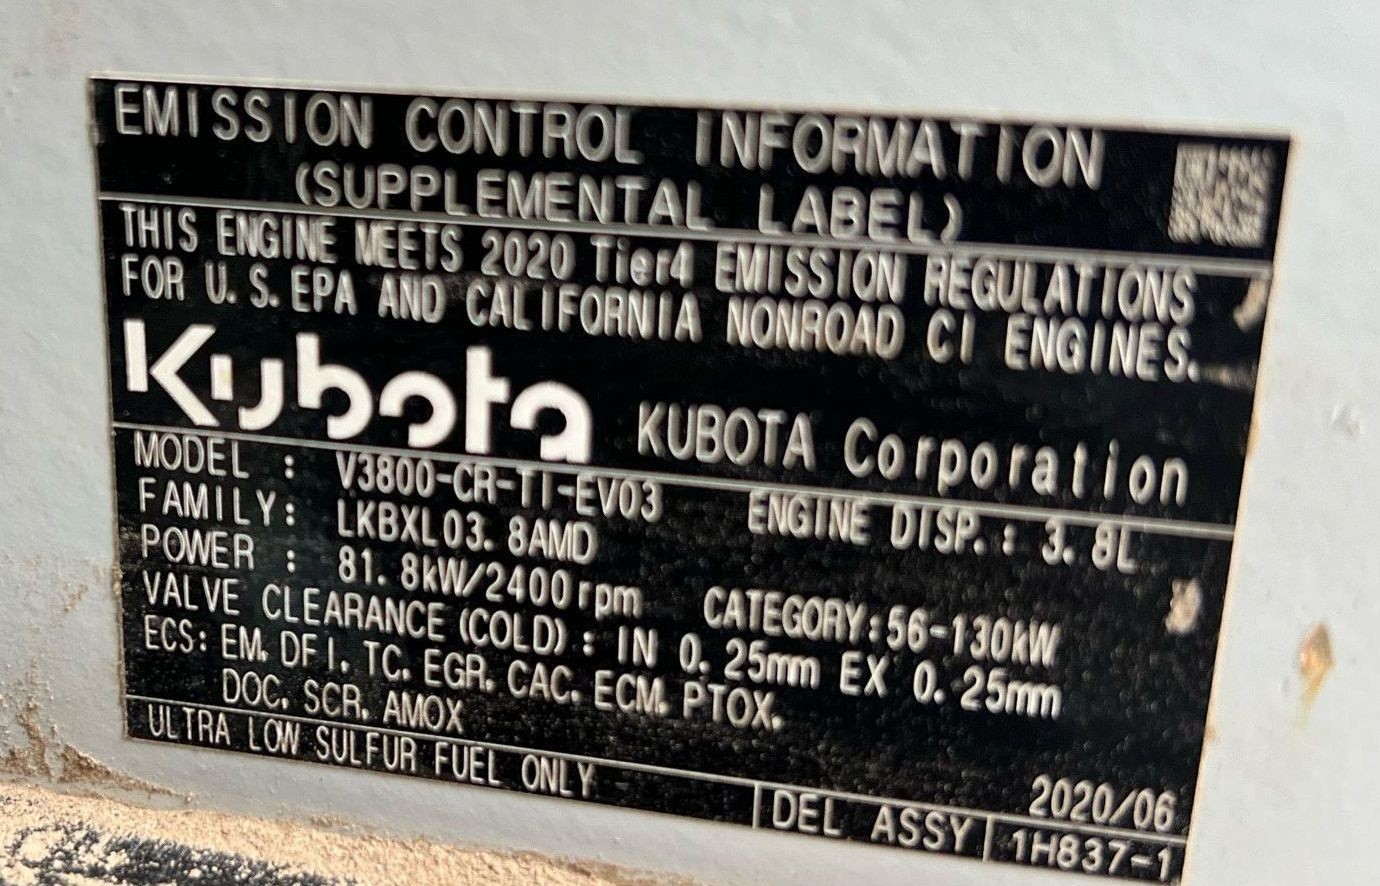 EMISSION CONTROL INFORMATION
(SUPPLEMENTAL LABEL)
THIS ENGINE MEETS 2020 Tier4 EMISSION REGULATIONS
FOR U.S.EPA AND CALIFORNIA NONROAD CI ENGINES.
Kubota KUBOTA Corporation
MODEL : V3800-CR-TI-EV03 ENGINE DISP.: 3.8L
FAMILY: LKBXL03.8AMD
POWER : 81.8kW/2400rpm CATEGORY:56-130kW
VALVE CLEARANCE (COLD) : IN 0.25mm EX 0.25mm
ECS: EM, DFI, TC, EGR, CAC, ECM, PTOX,
DOC, SCR, AMOX
2020/06
ULTRA LOW SULFUR FUEL ONLY DEL ASSY 1H837-1